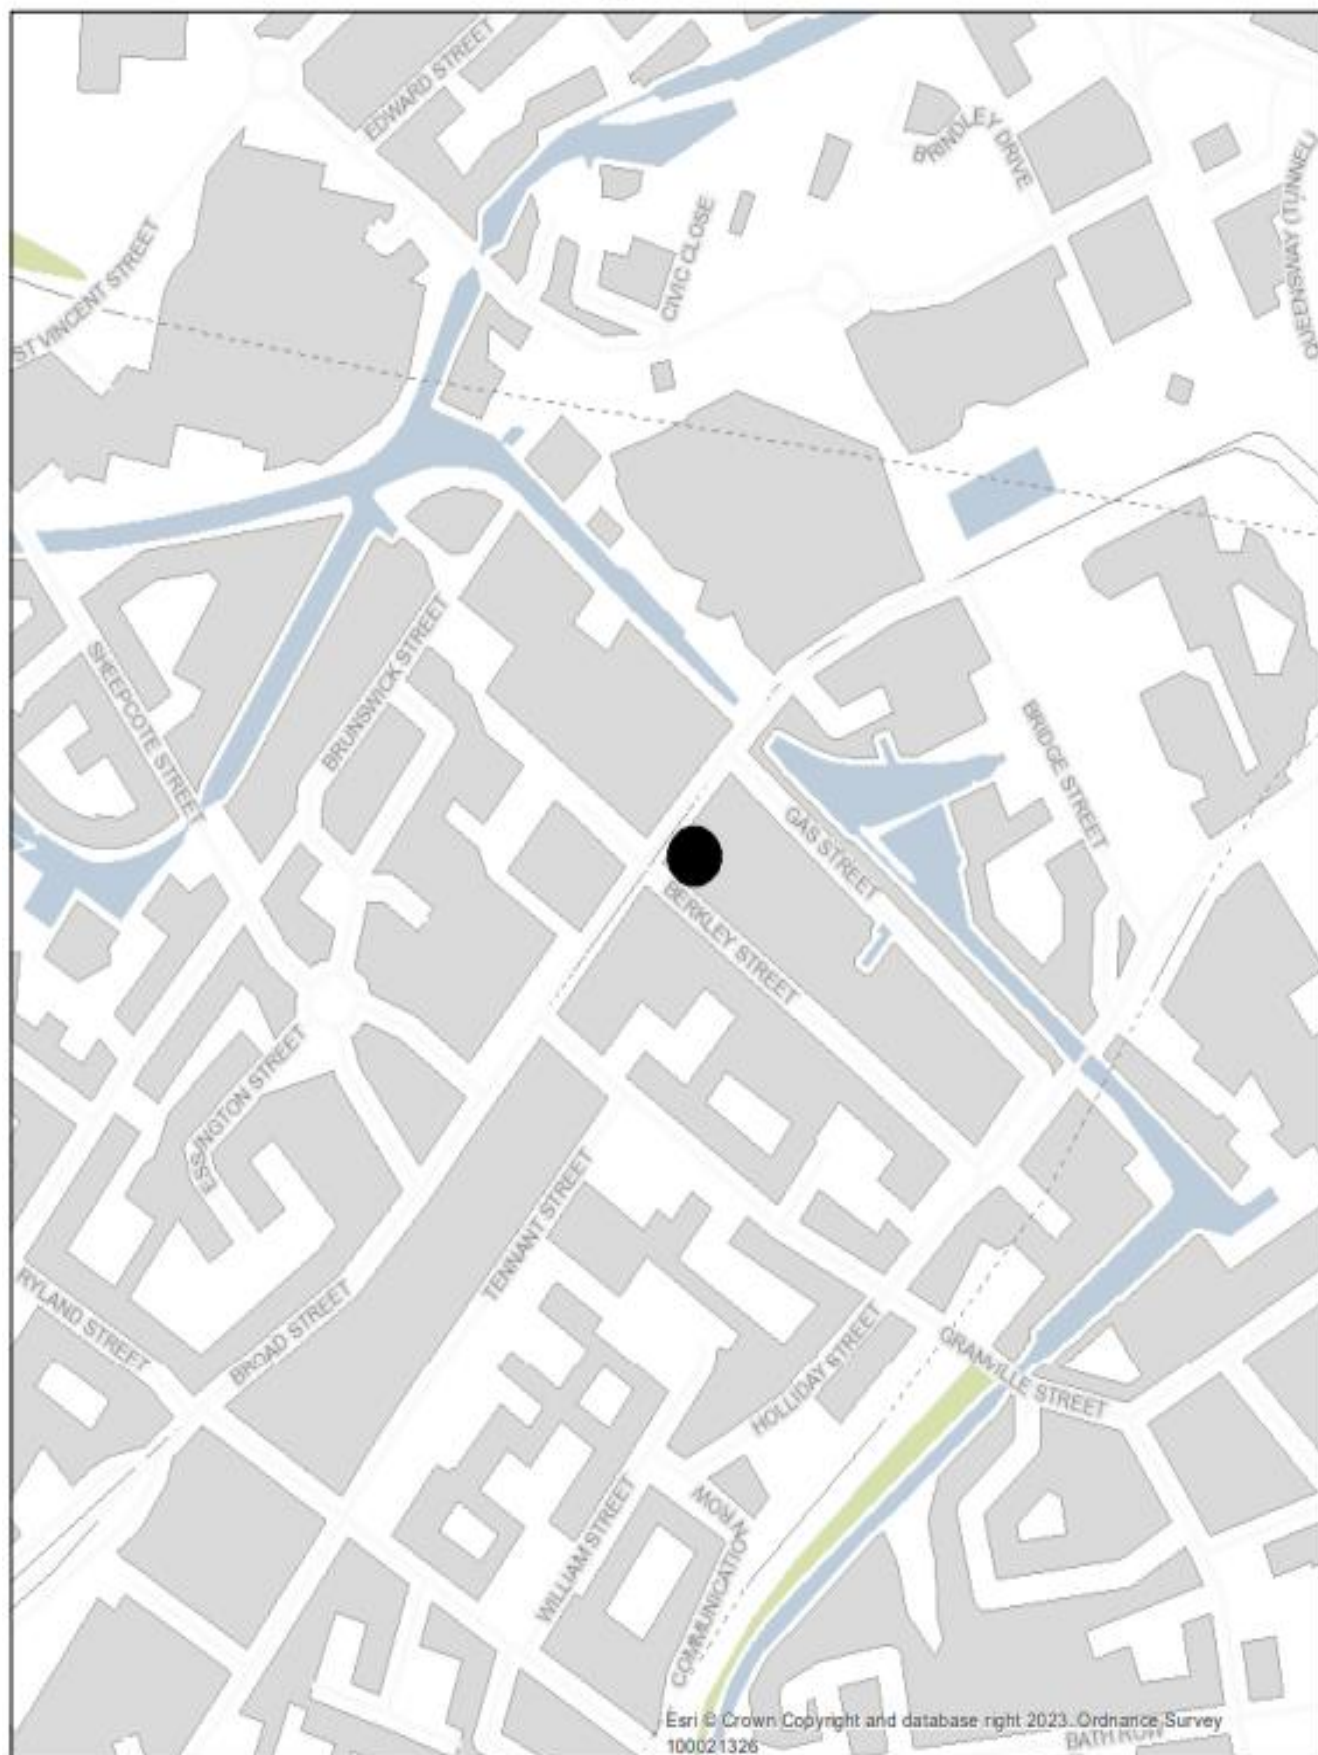 EDWARD STREET
BRINDLEY DRIVE
QUEENSWAY (TUNNEL)
CIVIC CLOSE
ST VINCENT STREET
SHEEPCOTE STREET
BRUNSWICK STREET
BRIDGE STREET
GAS STREET
BERKLEY STREET
ESSINGTON STREET
TENNANT STREET
RYLAND STREET
BROAD STREET
HOLLIDAY STREET
GRANVILLE STREET
WILLIAM STREET
COMMUNICATION ROW
Esri © Crown Copyright and database right 2023. Ordnance Survey
100021326
BATH ROW